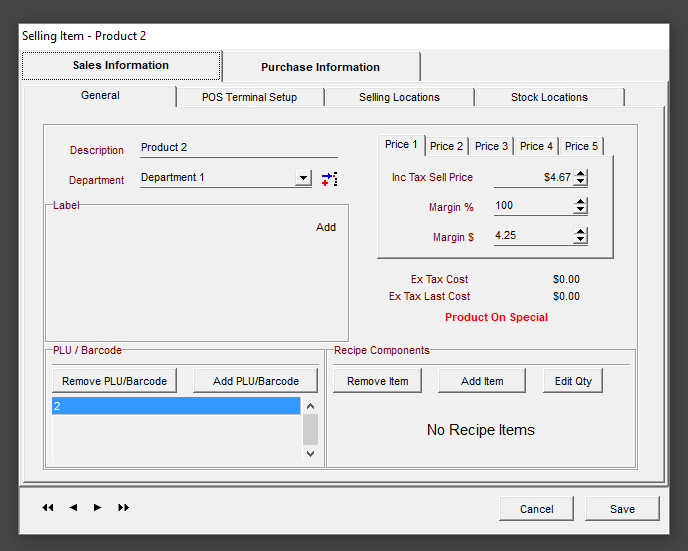 Selling Item - Product 2
Sales Information
Purchase Information
General
POS Terminal Setup
Selling Locations
Stock Locations
Description
Product 2
Department
Department 1
Price 1
Price 2
Price 3
Price 4
Price 5
Inc Tax Sell Price
$4.67
Margin %
100
Margin $
4.25
Label
Add
Ex Tax Cost
$0.00
Ex Tax Last Cost
$0.00
Product On Special
PLU / Barcode
Remove PLU/Barcode
Add PLU/Barcode
2
Recipe Components
Remove Item
Add Item
Edit Qty
No Recipe Items
Cancel
Save